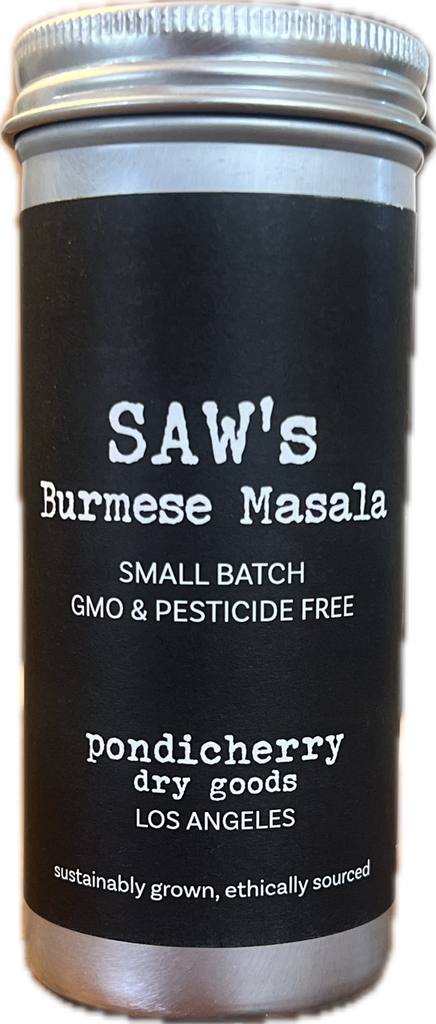 SAW's
Burmese Masala
SMALL BATCH
GMO & PESTICIDE FREE
pondicherry
dry goods
LOS ANGELES
sustainably grown, ethically sourced